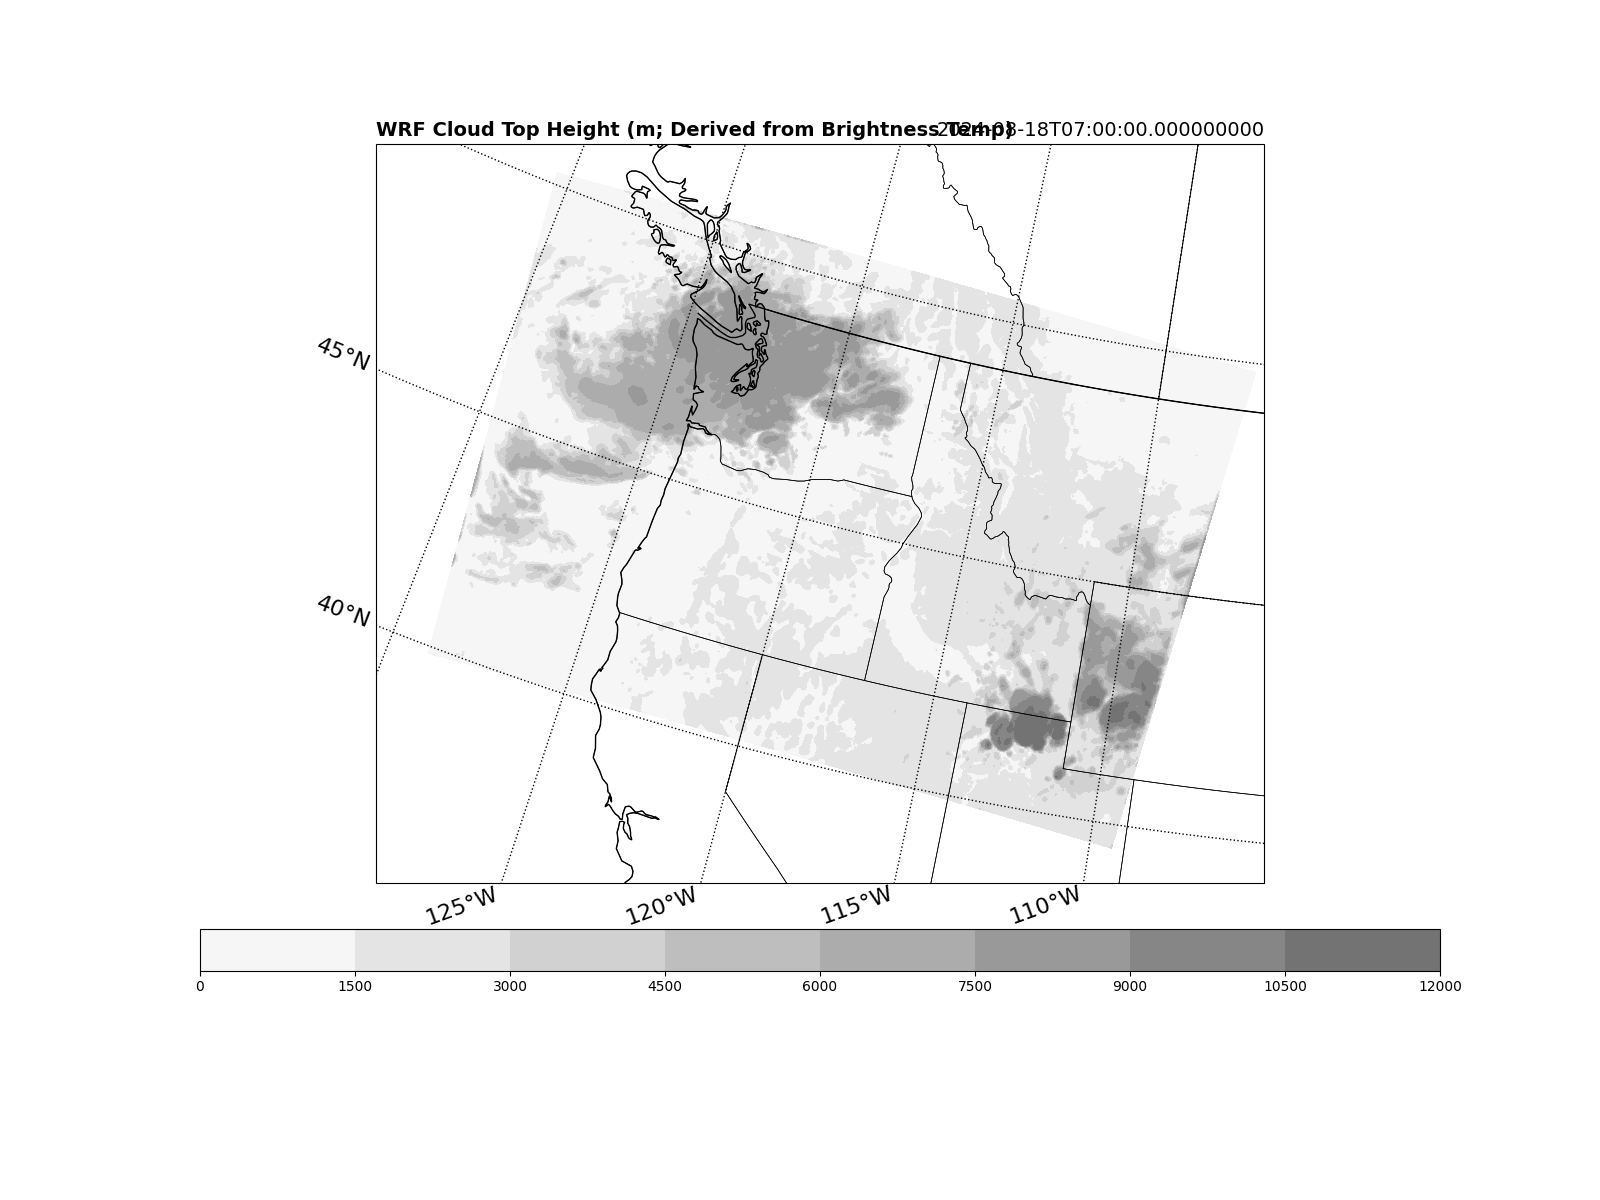 WRF Cloud Top Height (m; Derived from Brightness Temp) 2024-08-18T07:00:00.000000000
45°N
40°N
125°W 120°W 115°W 110°W
0 1500 3000 4500 6000 7500 9000 10500 12000